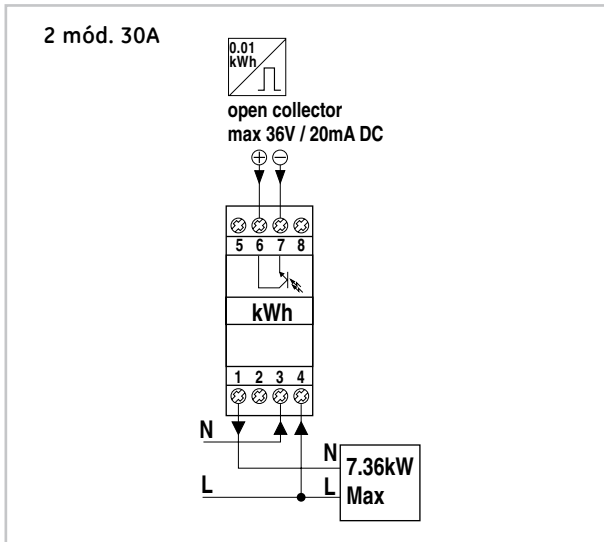 2 mód. 30A
0.01
kWh
open collector
max 36V / 20mA DC
+ −
5 6 7 8
kWh
1 2 3 4
N
N
7.36kW
L
L
Max